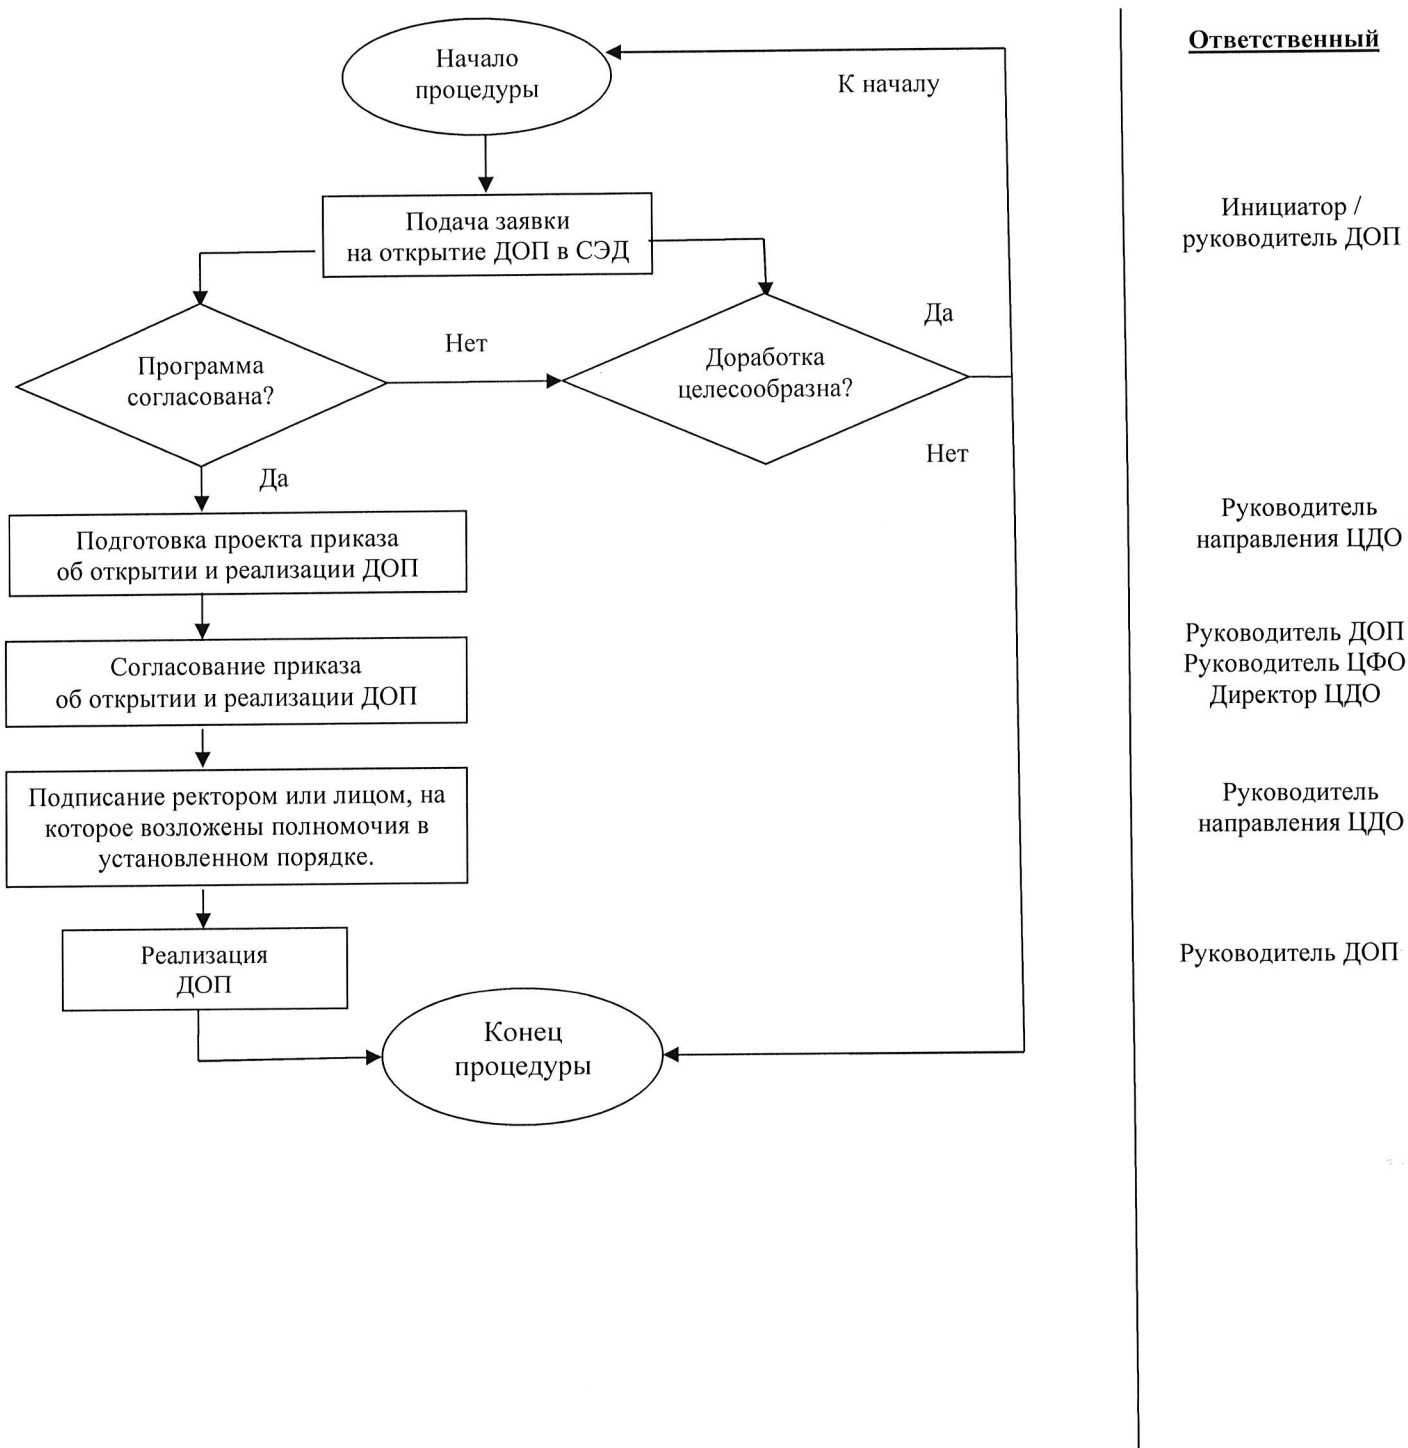 Ответственный
Начало
процедуры
К началу
Подача заявки
на открытие ДОП в СЭД
Инициатор /
руководитель ДОП
Да
Нет
Программа
согласована?
Доработка
целесообразна?
Нет
Да
Подготовка проекта приказа
об открытии и реализации ДОП
Руководитель
направления ЦДО
Согласование приказа
об открытии и реализации ДОП
Руководитель ДОП
Руководитель ЦФО
Директор ЦДО
Подписание ректором или лицом, на
которое возложены полномочия в
установленном порядке.
Руководитель
направления ЦДО
Реализация
ДОП
Руководитель ДОП
Конец
процедуры